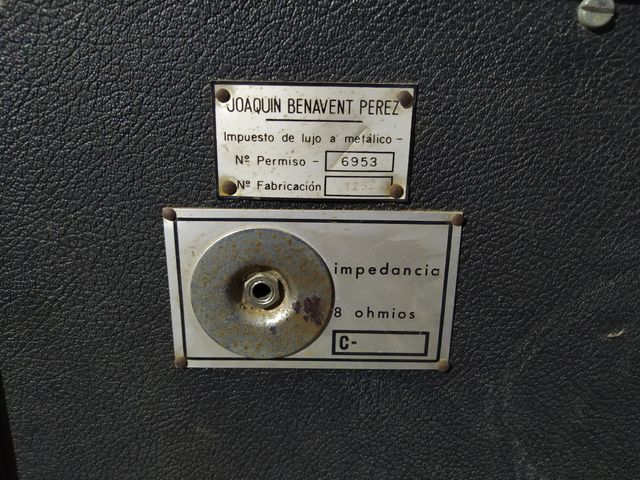 JOAQUIN BENAVENT PEREZ
Impuesto de lujo a metálico -
Nº Permiso - 6953
Nº Fabricación
impedancia
8 ohmios
C-